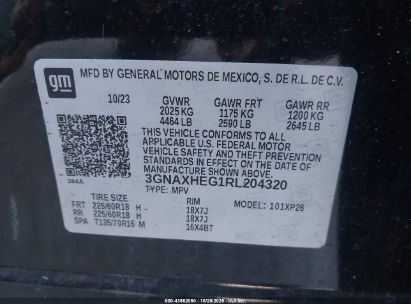 gm
MFD BY GENERAL MOTORS DE MEXICO, S. DE R.L. DE C.V.
10/23 GVWR GAWR FRT GAWR RR
2025 KG 1175 KG 1200 KG
4464 LB 2590 LB 2645 LB
THIS VEHICLE CONFORMS TO ALL
APPLICABLE U.S. FEDERAL MOTOR
VEHICLE SAFETY AND THEFT PREVENTION
STANDARDS IN EFFECT ON THE DATE OF
MANUFACTURE SHOWN ABOVE.
3GNAXHEG1RL204320
TYPE: MPV MODEL: 101XP26
TIRE SIZE RIM
FRT 225/60R18 H 18X7J
RR 225/60R18 H 18X7J
SPA T135/70R16 M 16X4BT